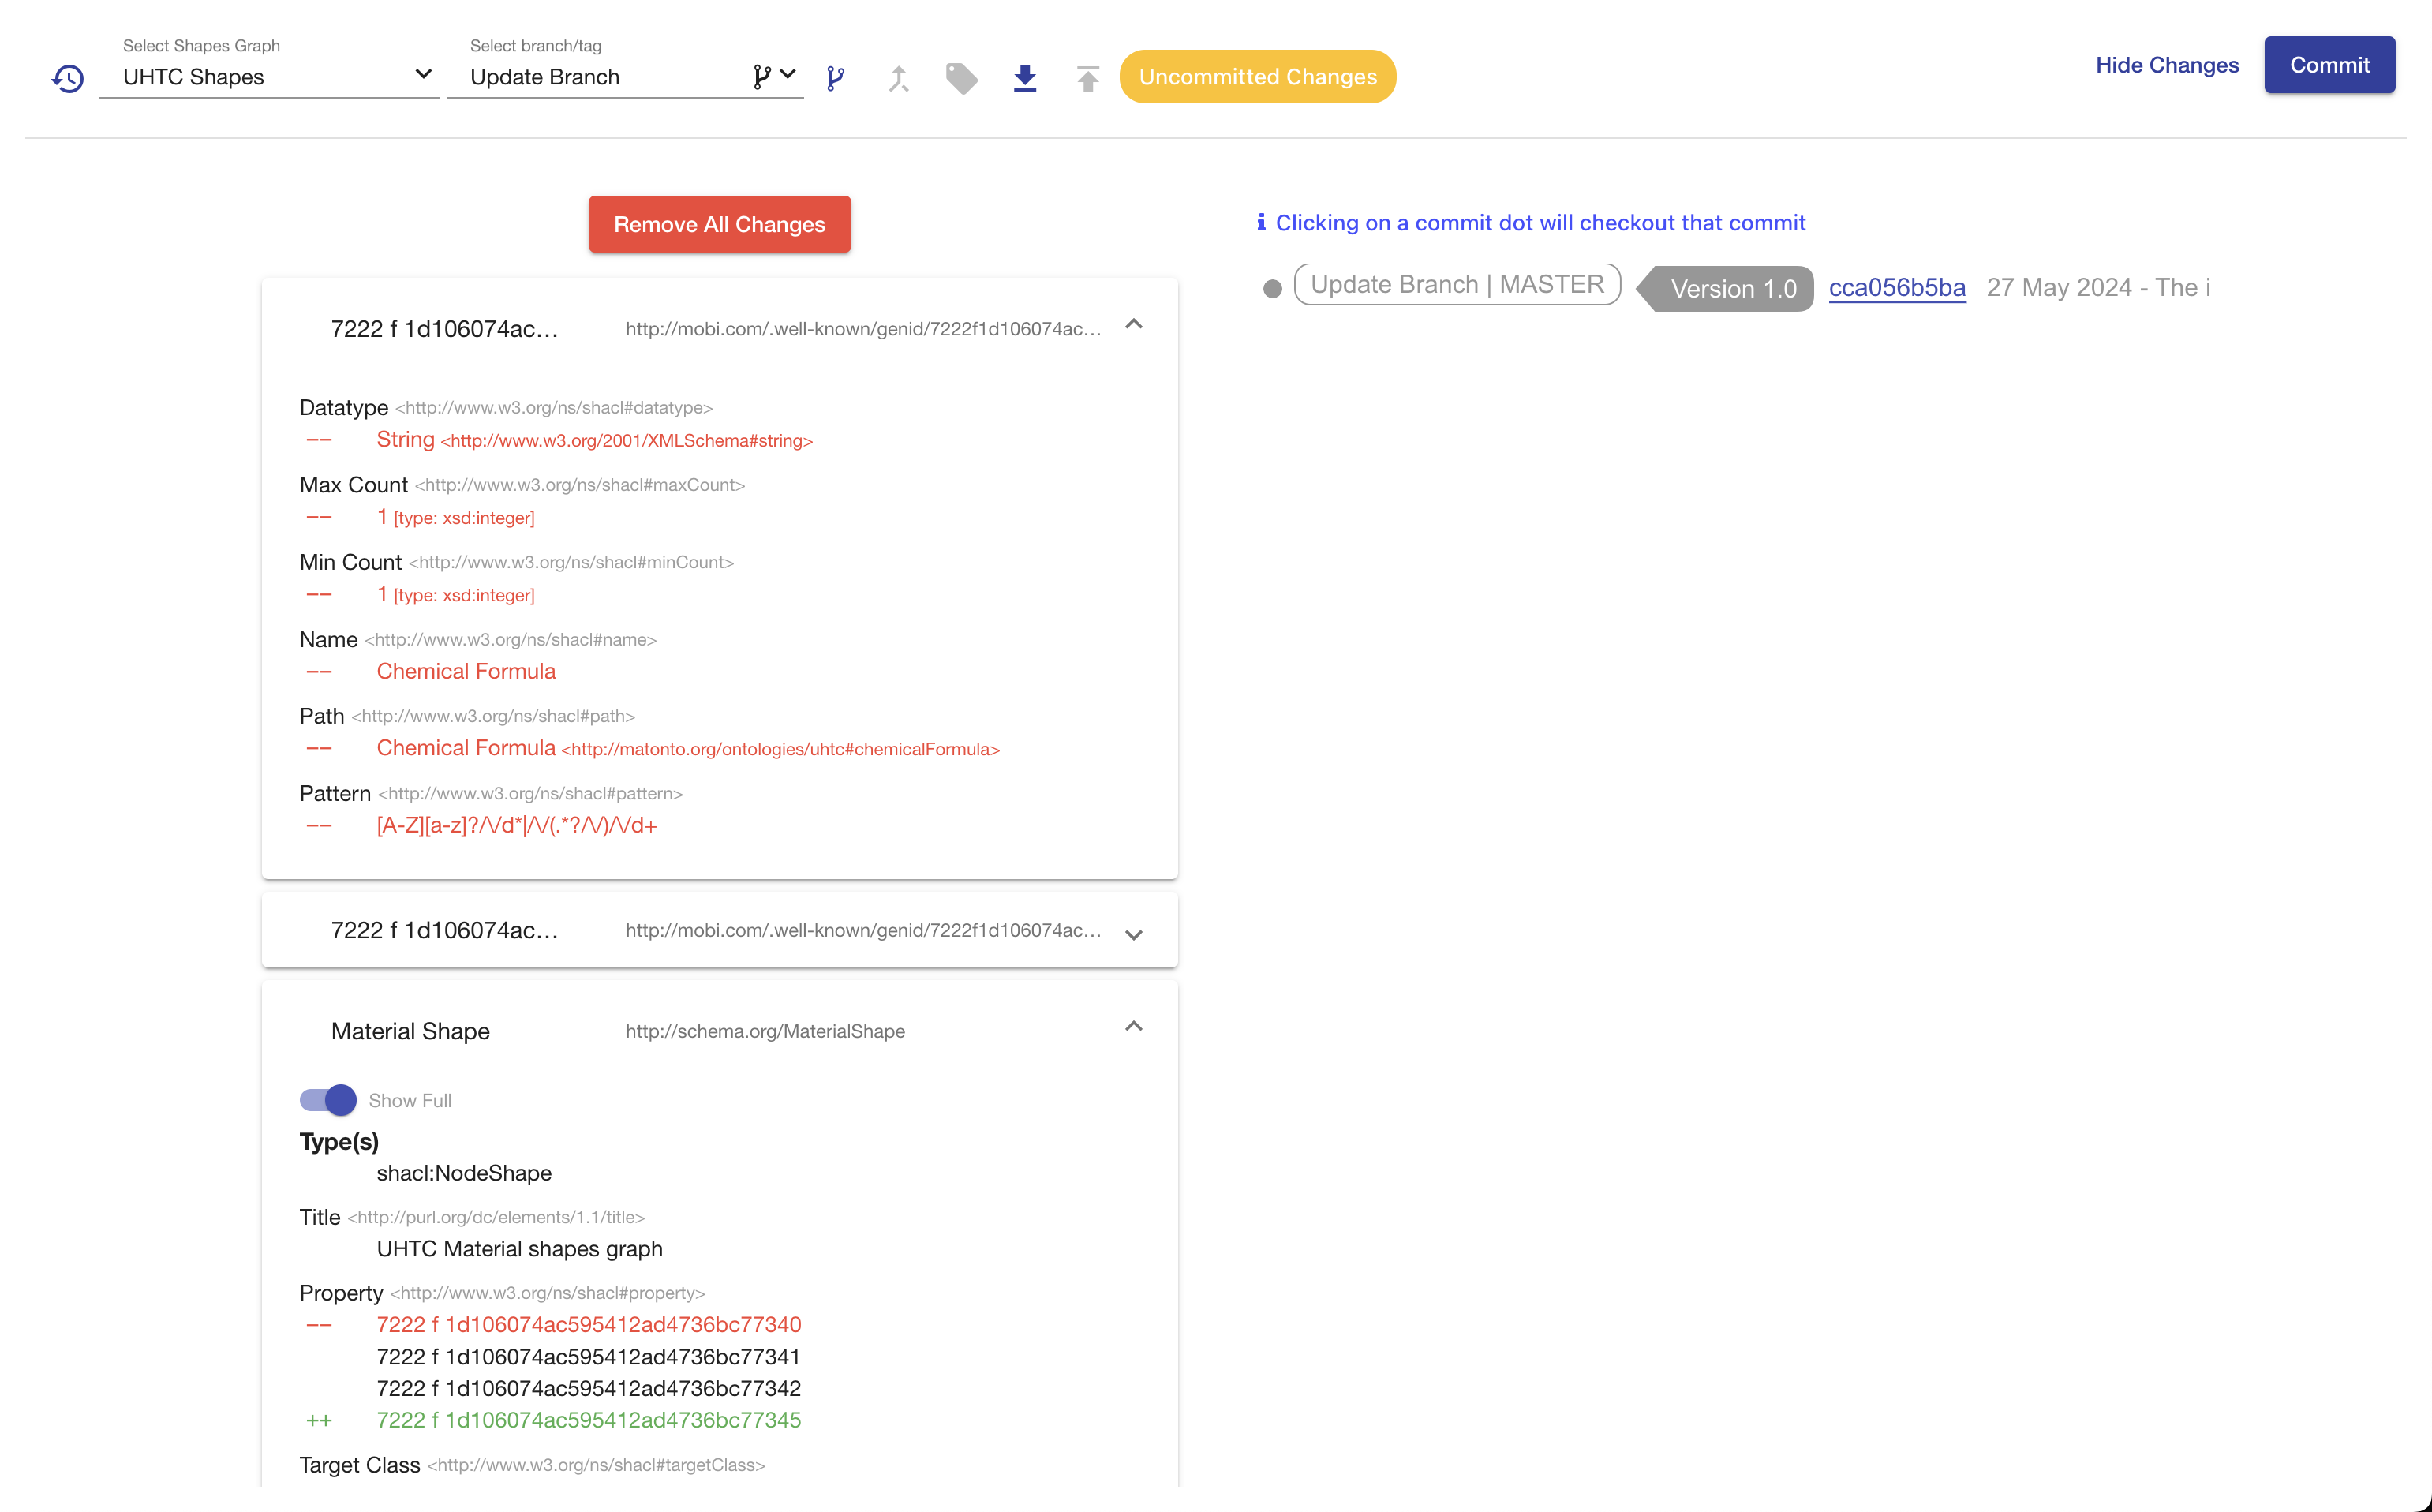 Select Shapes Graph
UHTC Shapes
Select branch/tag
Update Branch
Uncommitted Changes
Hide Changes
Commit
Remove All Changes
7222 f 1d106074ac…
http://mobi.com/.well-known/genid/7222f1d106074ac…
Datatype <http://www.w3.org/ns/shacl#datatype>
−− String <http://www.w3.org/2001/XMLSchema#string>
Max Count <http://www.w3.org/ns/shacl#maxCount>
−− 1 [type: xsd:integer]
Min Count <http://www.w3.org/ns/shacl#minCount>
−− 1 [type: xsd:integer]
Name <http://www.w3.org/ns/shacl#name>
−− Chemical Formula
Path <http://www.w3.org/ns/shacl#path>
−− Chemical Formula <http://matonto.org/ontologies/uhtc#chemicalFormula>
Pattern <http://www.w3.org/ns/shacl#pattern>
−− [A-Z][a-z]?/\/d*|/\/(.*?/\/)/\/d+
7222 f 1d106074ac…
http://mobi.com/.well-known/genid/7222f1d106074ac…
Material Shape
http://schema.org/MaterialShape
Show Full
Type(s)
shacl:NodeShape
Title <http://purl.org/dc/elements/1.1/title>
UHTC Material shapes graph
Property <http://www.w3.org/ns/shacl#property>
−− 7222 f 1d106074ac595412ad4736bc77340
7222 f 1d106074ac595412ad4736bc77341
7222 f 1d106074ac595412ad4736bc77342
++ 7222 f 1d106074ac595412ad4736bc77345
Target Class <http://www.w3.org/ns/shacl#targetClass>
Clicking on a commit dot will checkout that commit
Update Branch | MASTER
Version 1.0
cca056b5ba
27 May 2024 - The